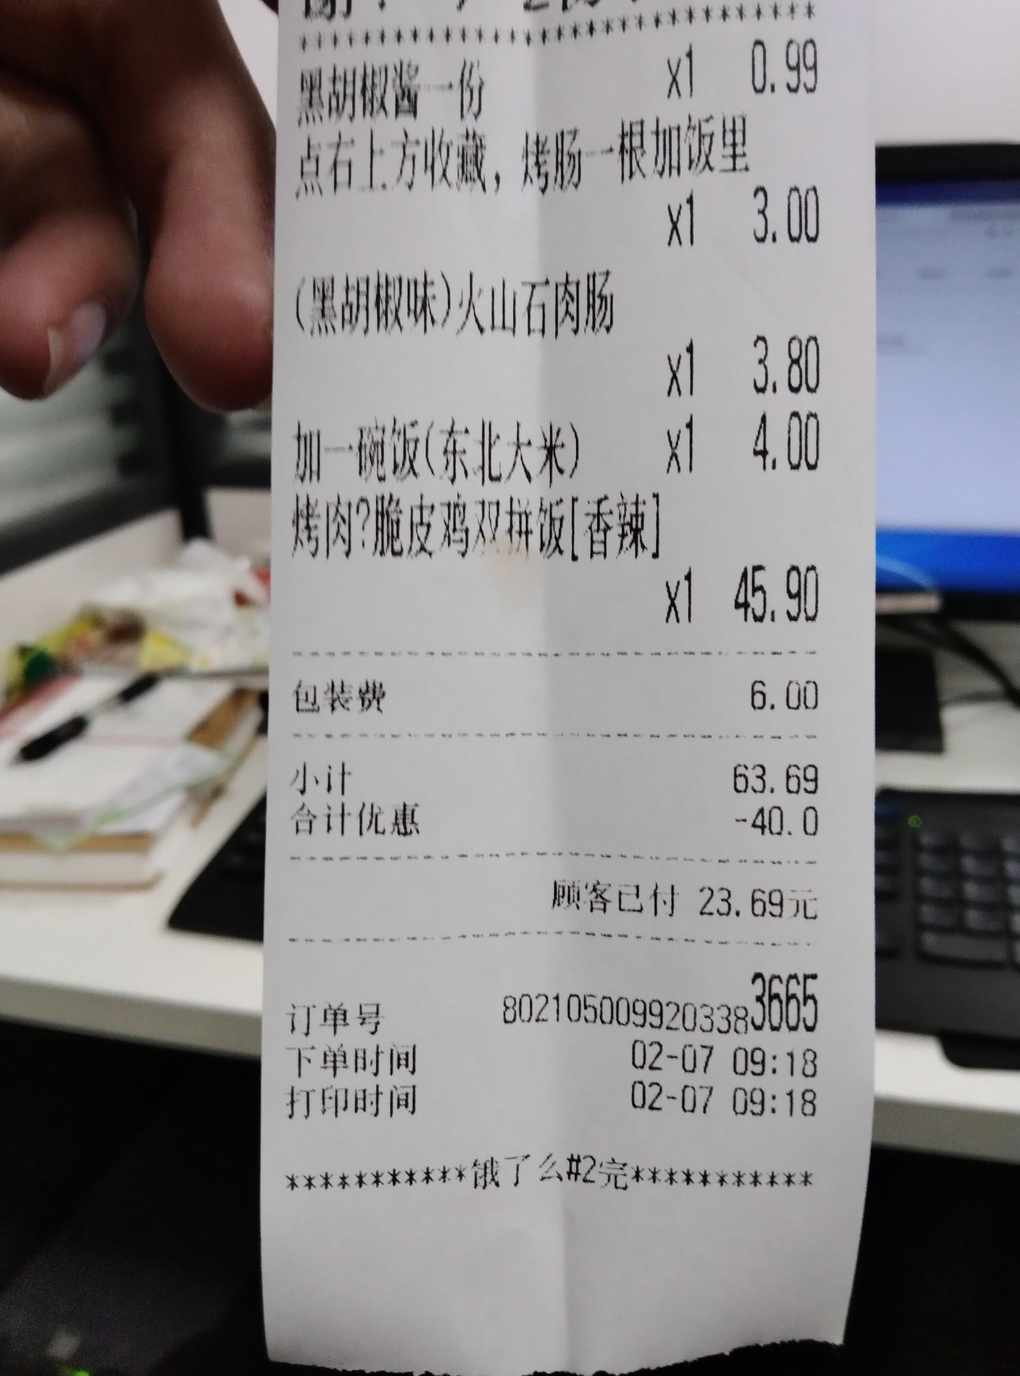 ***********************************
黑胡椒酱一份 x1 0.99
点右上方收藏，烤肠一根加饭里
x1 3.00
(黑胡椒味)火山石肉肠
x1 3.80
加一碗饭(东北大米) x1 4.00
烤肉?脆皮鸡双拼饭[香辣]
x1 45.90
包装费 6.00
小计 63.69
合计优惠 -40.0
顾客已付 23.69元
订单号 8021050099203383665
下单时间 02-07 09:18
打印时间 02-07 09:18
***********饿了么#2完***********